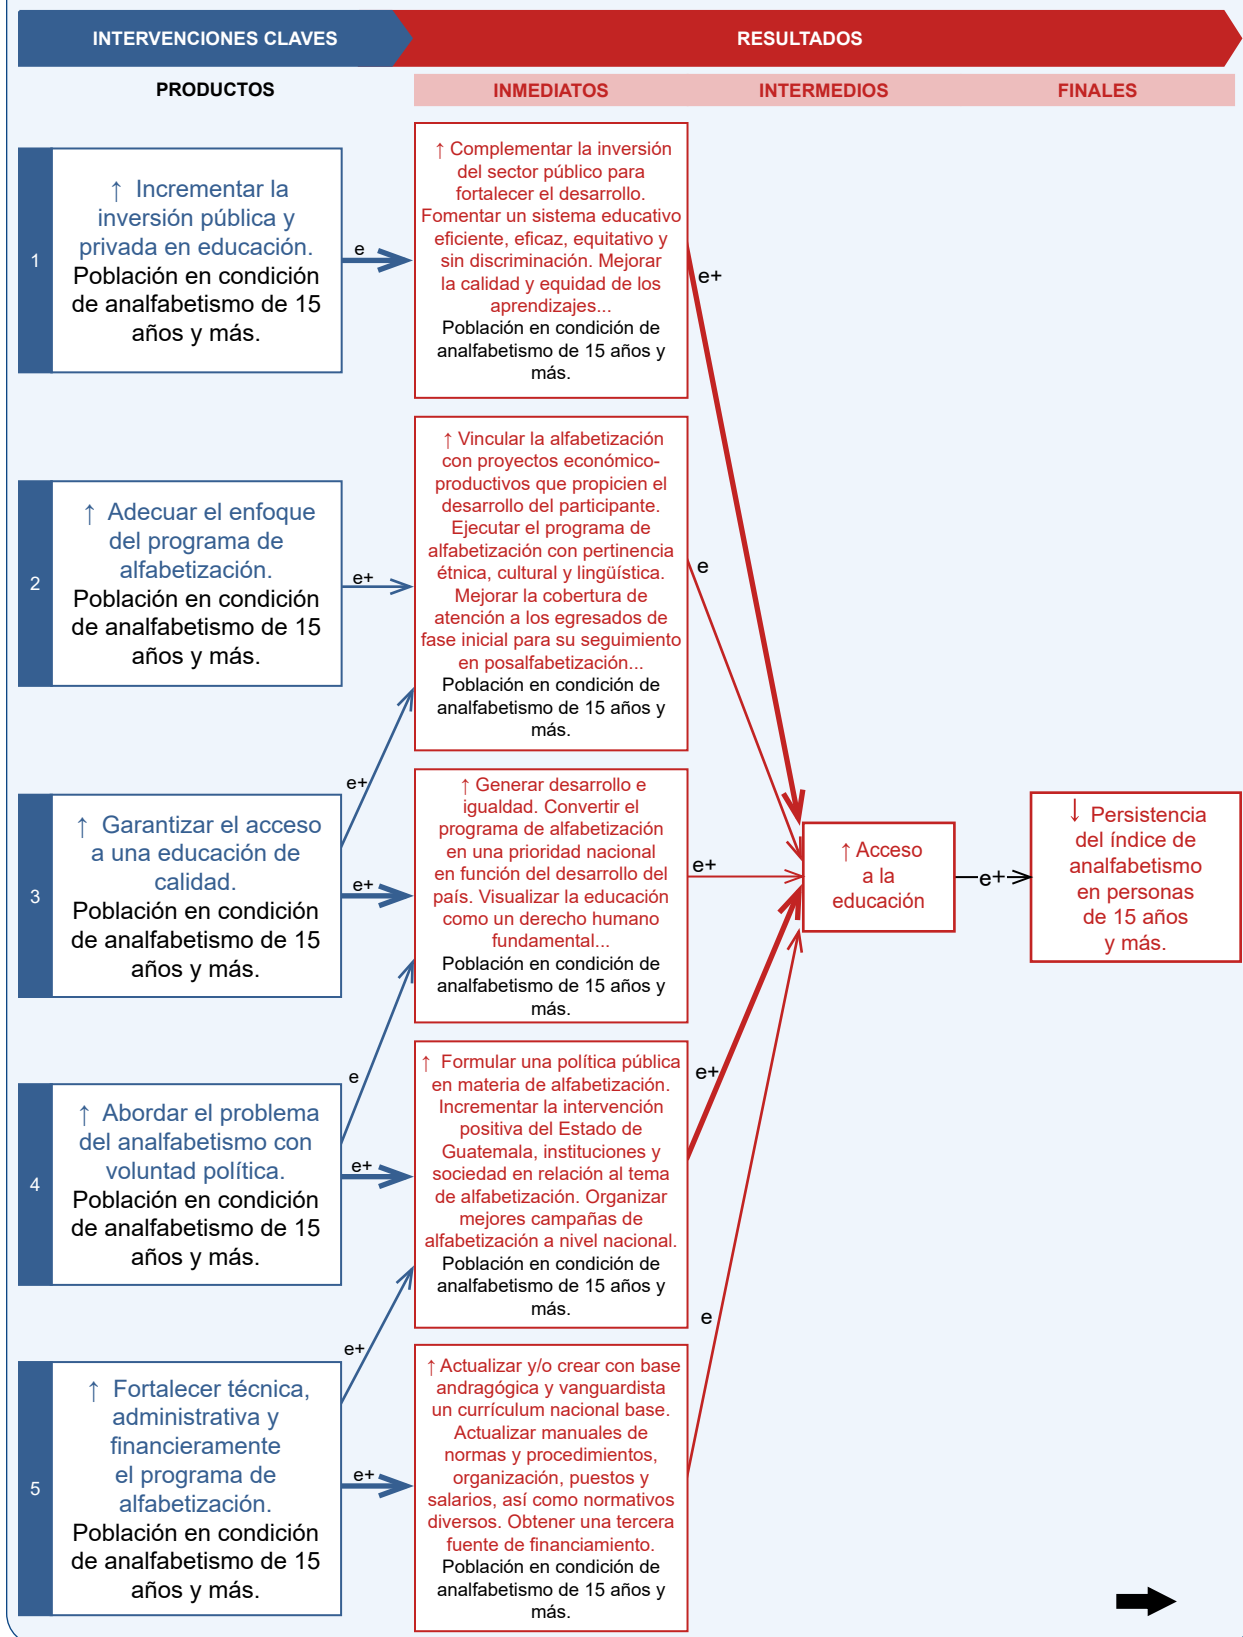 INTERVENCIONES CLAVES
RESULTADOS
PRODUCTOS
INMEDIATOS
INTERMEDIOS
FINALES
1
↑ Incrementar la
inversión pública y
privada en educación.
Población en condición
de analfabetismo de 15
años y más.
e
↑ Complementar la inversión
del sector público para
fortalecer el desarrollo.
Fomentar un sistema educativo
eficiente, eficaz, equitativo y
sin discriminación. Mejorar
la calidad y equidad de los
aprendizajes...
Población en condición de
analfabetismo de 15 años y
más.
e+
2
↑ Adecuar el enfoque
del programa de
alfabetización.
Población en condición
de analfabetismo de 15
años y más.
e+
↑ Vincular la alfabetización
con proyectos económico-
productivos que propicien el
desarrollo del participante.
Ejecutar el programa de
alfabetización con pertinencia
étnica, cultural y lingüística.
Mejorar la cobertura de
atención a los egresados de
fase inicial para su seguimiento
en posalfabetización...
Población en condición de
analfabetismo de 15 años y
más.
e
e+
3
↑ Garantizar el acceso
a una educación de
calidad.
Población en condición
de analfabetismo de 15
años y más.
e+
↑ Generar desarrollo e
igualdad. Convertir el
programa de alfabetización
en una prioridad nacional
en función del desarrollo del
país. Visualizar la educación
como un derecho humano
fundamental...
Población en condición de
analfabetismo de 15 años y
más.
e+
↑ Acceso
a la
educación
e+
↓ Persistencia
del índice de
analfabetismo
en personas
de 15 años
y más.
e
4
↑ Abordar el problema
del analfabetismo con
voluntad política.
Población en condición
de analfabetismo de 15
años y más.
e+
↑ Formular una política pública
en materia de alfabetización.
Incrementar la intervención
positiva del Estado de
Guatemala, instituciones y
sociedad en relación al tema
de alfabetización. Organizar
mejores campañas de
alfabetización a nivel nacional.
Población en condición de
analfabetismo de 15 años y
más.
e+
e+
5
↑ Fortalecer técnica,
administrativa y
financieramente
el programa de
alfabetización.
Población en condición
de analfabetismo de 15
años y más.
e+
↑ Actualizar y/o crear con base
andragógica y vanguardista
un currículum nacional base.
Actualizar manuales de
normas y procedimientos,
organización, puestos y
salarios, así como normativos
diversos. Obtener una tercera
fuente de financiamiento.
Población en condición de
analfabetismo de 15 años y
más.
e